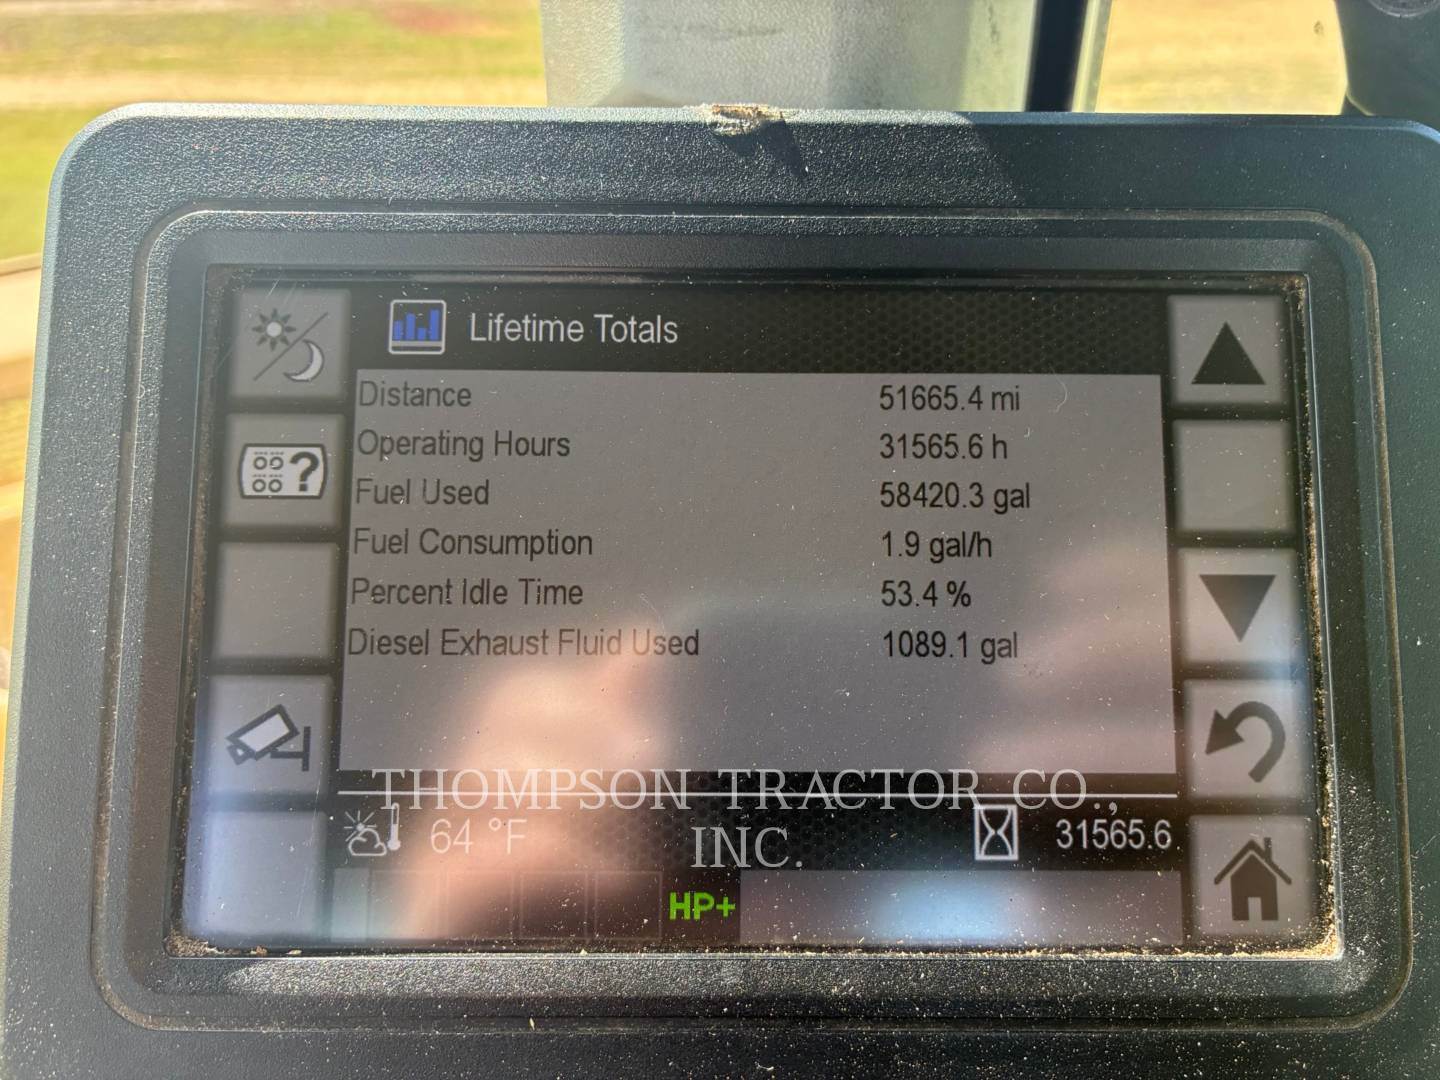 Lifetime Totals
Distance 51665.4 mi
Operating Hours 31565.6 h
Fuel Used 58420.3 gal
Fuel Consumption 1.9 gal/h
Percent Idle Time 53.4 %
Diesel Exhaust Fluid Used 1089.1 gal
THOMPSON TRACTOR CO.,
INC.
64 °F 31565.6
HP+
?